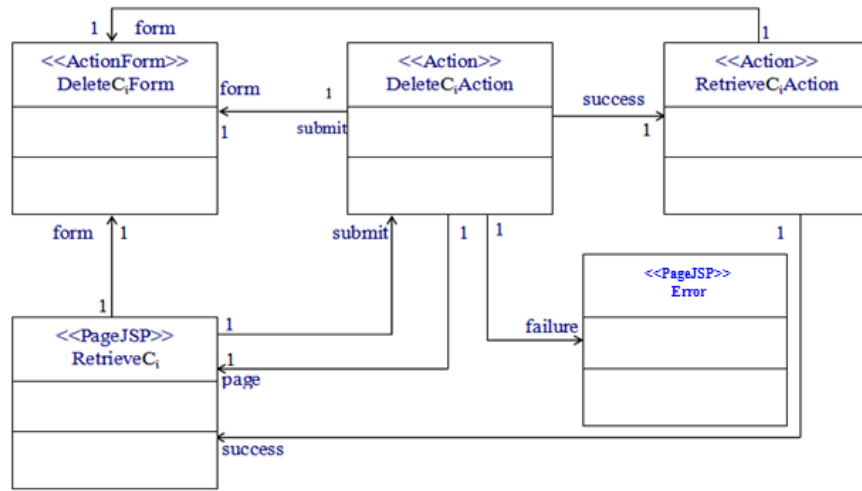 1 form 1
<<ActionForm>>
DeleteCᵢForm
<<Action>>
DeleteCᵢAction
<<Action>>
RetrieveCᵢAction
form 1
1 submit
success
1
form 1
submit 1 1 1
<<PageJSP>>
Error
failure
1
<<PageJSP>>
RetrieveCᵢ
1
1
page
success